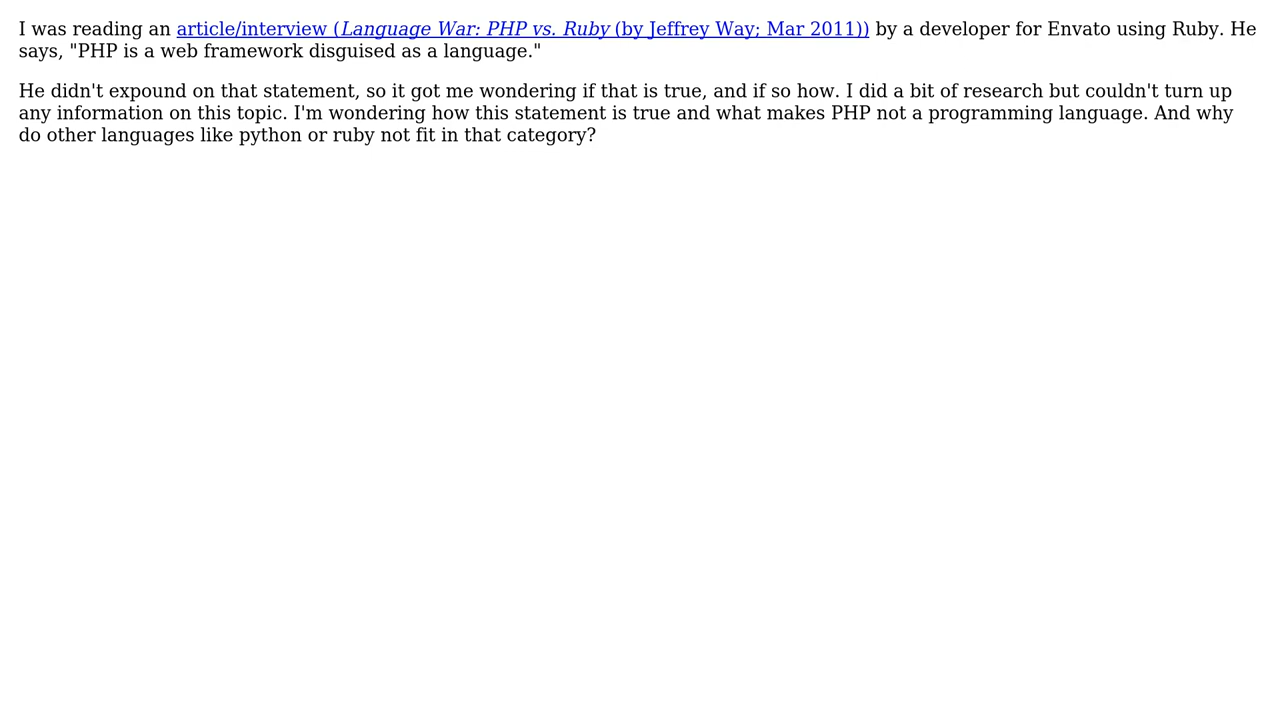 I was reading an article/interview (Language War: PHP vs. Ruby (by Jeffrey Way; Mar 2011)) by a developer for Envato using Ruby. He
says, "PHP is a web framework disguised as a language."
He didn't expound on that statement, so it got me wondering if that is true, and if so how. I did a bit of research but couldn't turn up
any information on this topic. I'm wondering how this statement is true and what makes PHP not a programming language. And why
do other languages like python or ruby not fit in that category?